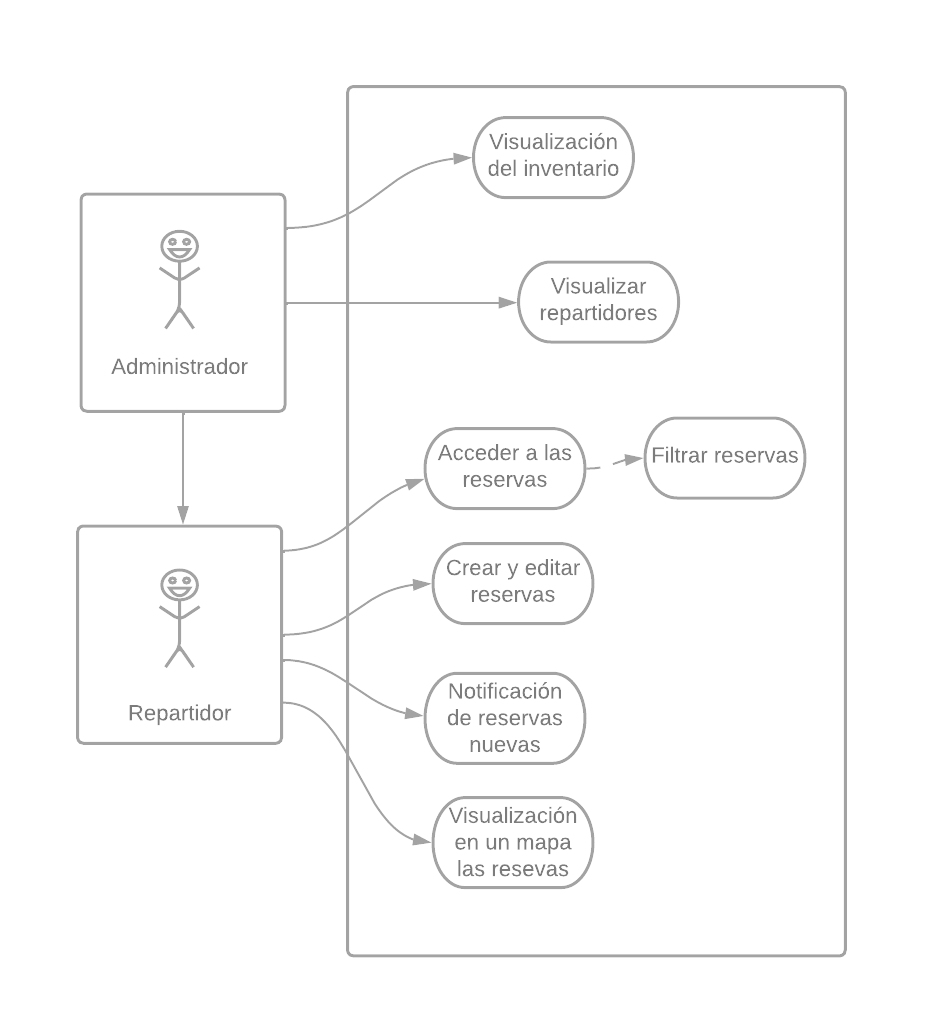 Visualización
del inventario
Visualizar
repartidores
Administrador
Acceder a las
reservas
Filtrar reservas
Crear y editar
reservas
Notificación
de reservas
nuevas
Repartidor
Visualización
en un mapa
las resevas